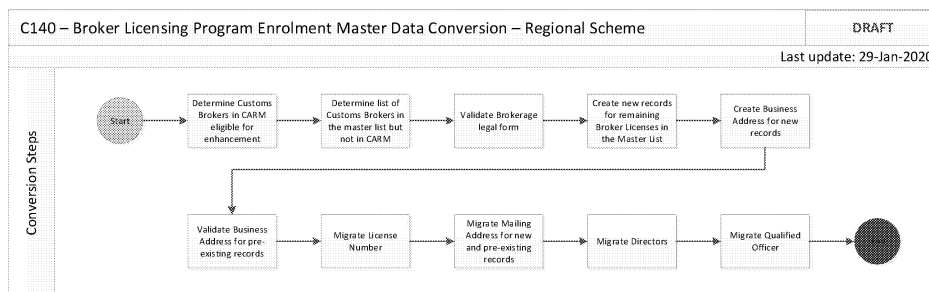 C140 – Broker Licensing Program Enrolment Master Data Conversion – Regional Scheme
DRAFT
Last update: 29-Jan-2020
Conversion Steps
Start
Determine Customs
Brokers in CARM
eligible for
enhancement
Determine list of
Customs Brokers in
the master list but
not in CARM
Validate Brokerage
legal form
Create new records
for remaining
Broker Licenses in
the Master List
Create Business
Address for new
records
Validate Business
Address for pre-
existing records
Migrate License
Number
Migrate Mailing
Address for new
and pre-existing
records
Migrate Directors
Migrate Qualified
Officer